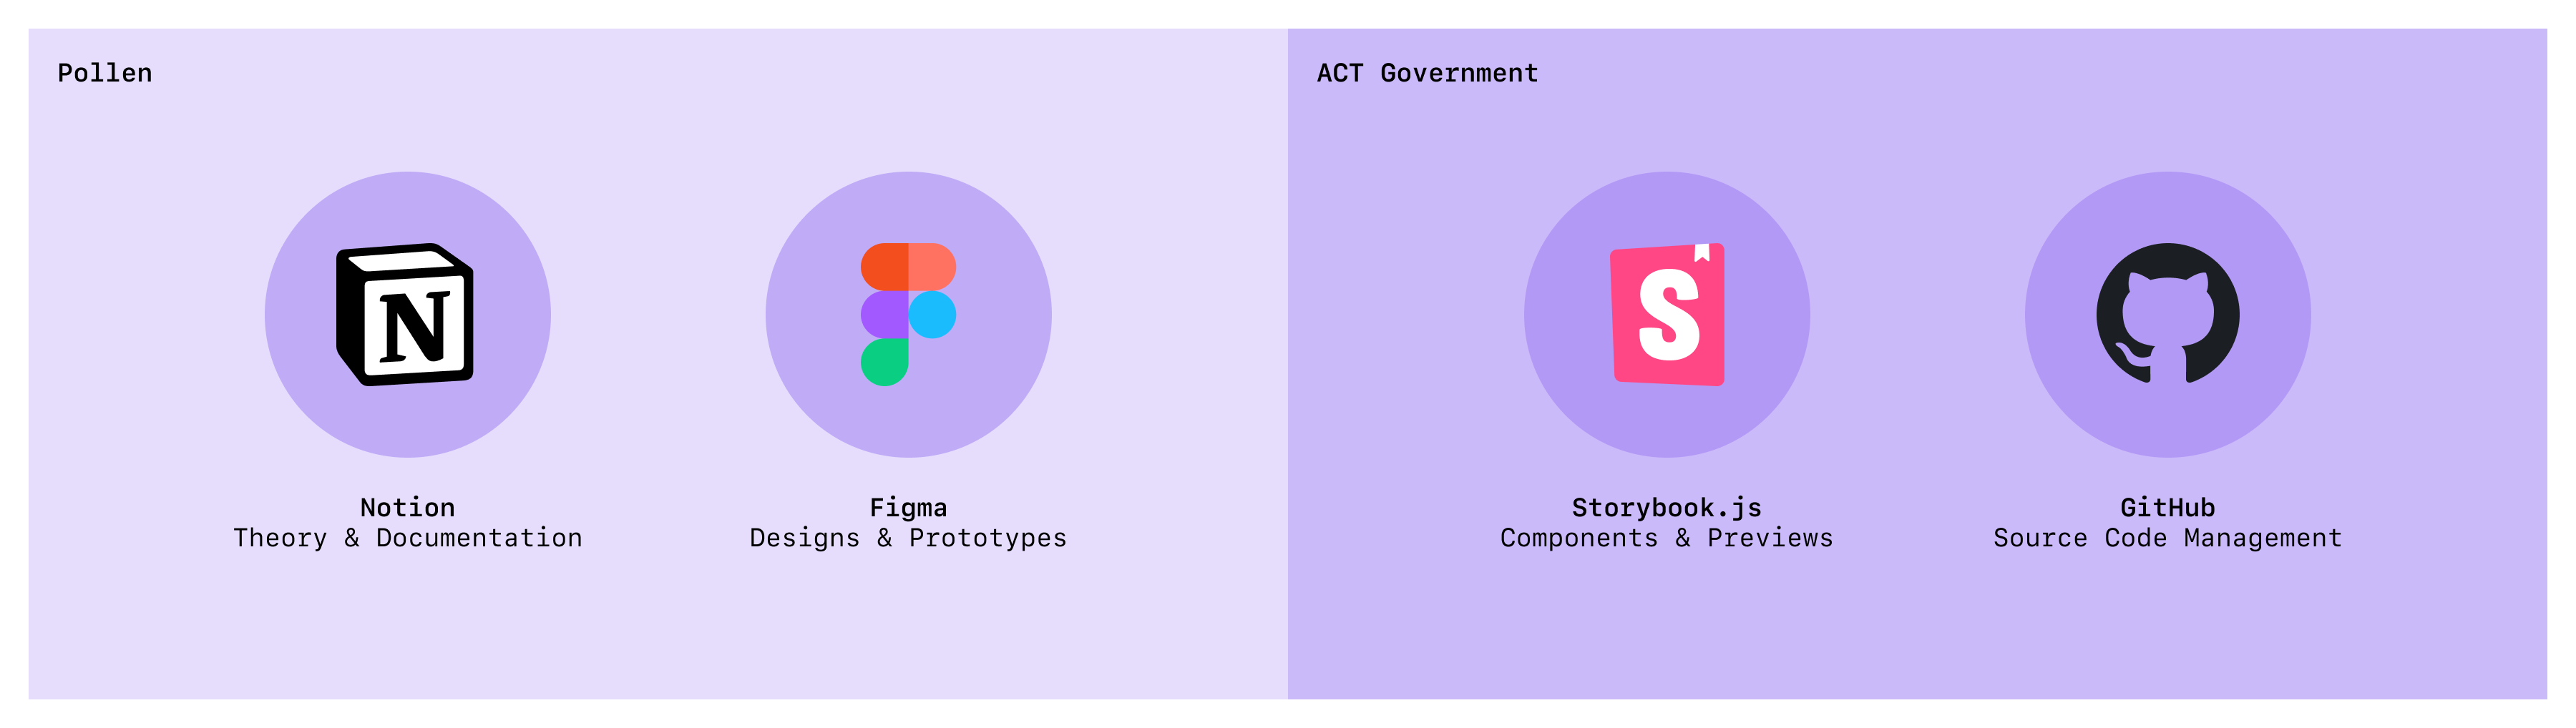 Pollen
ACT Government
N
S
Notion
Theory & Documentation
Figma
Designs & Prototypes
Storybook.js
Components & Previews
GitHub
Source Code Management